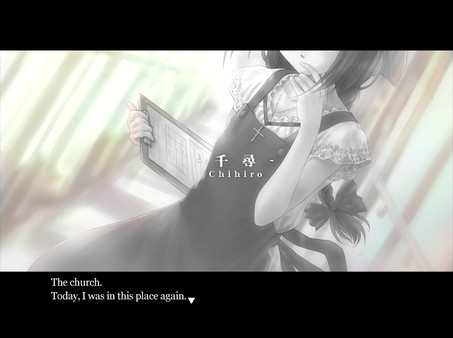 千尋 -
Chihiro
The church.
Today, I was in this place again.